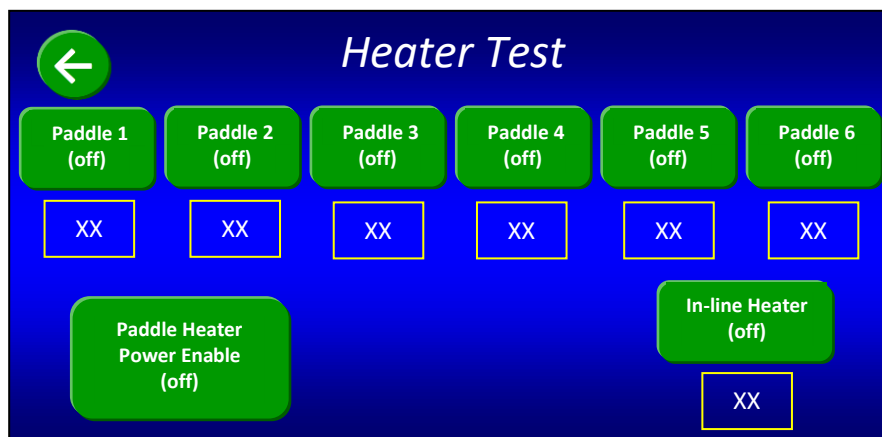 Heater Test
Paddle 1
(off)
Paddle 2
(off)
Paddle 3
(off)
Paddle 4
(off)
Paddle 5
(off)
Paddle 6
(off)
XX
XX
XX
XX
XX
XX
Paddle Heater
Power Enable
(off)
In-line Heater
(off)
XX